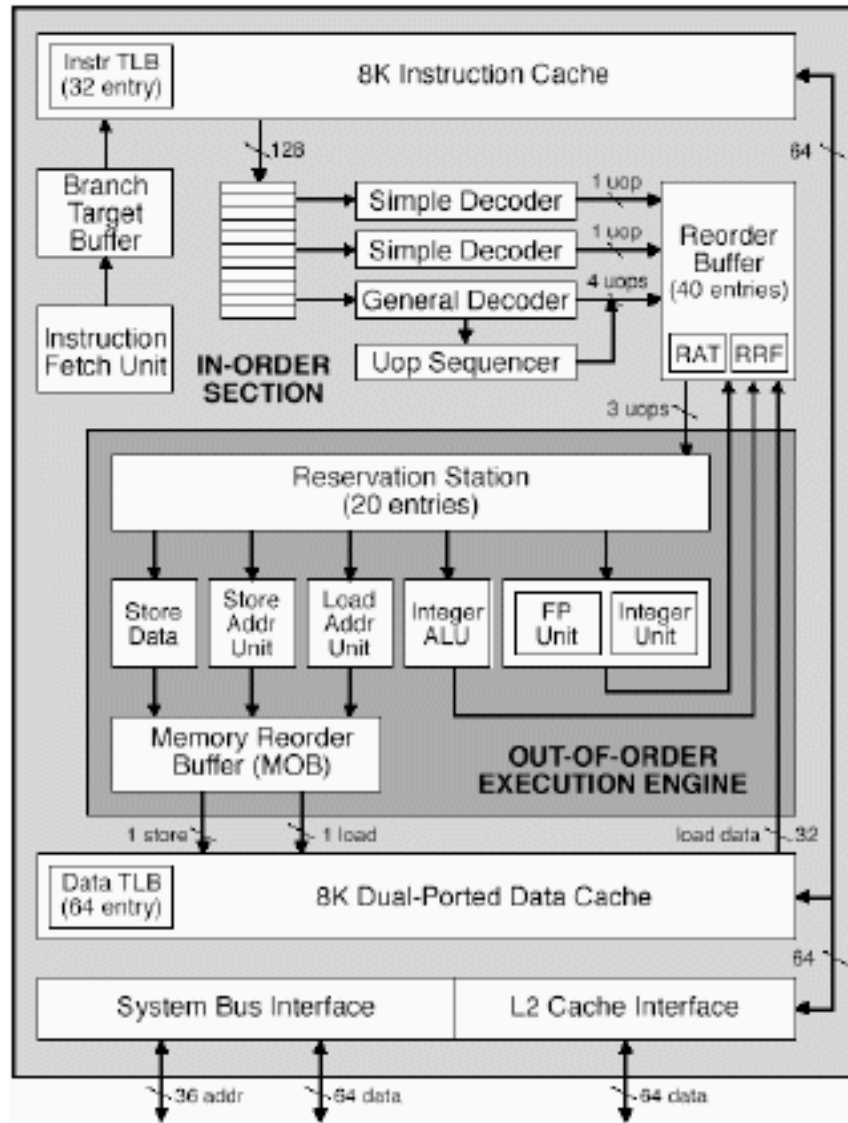 Instr TLB
(32 entry)
8K Instruction Cache
128
64
Branch
Target
Buffer
Simple Decoder
1 uop
Simple Decoder
1 uop
Reorder
Buffer
(40 entries)
General Decoder
4 uops
Instruction
Fetch Unit
IN-ORDER
SECTION
Uop Sequencer
RAT
RRF
3 uops
Reservation Station
(20 entries)
Store
Data
Store
Addr
Unit
Load
Addr
Unit
Integer
ALU
FP
Unit
Integer
Unit
Memory Reorder
Buffer (MOB)
OUT-OF-ORDER
EXECUTION ENGINE
1 store
1 load
load data
32
Data TLB
(64 entry)
8K Dual-Ported Data Cache
64
System Bus Interface
L2 Cache Interface
36 addr
64 data
64 data